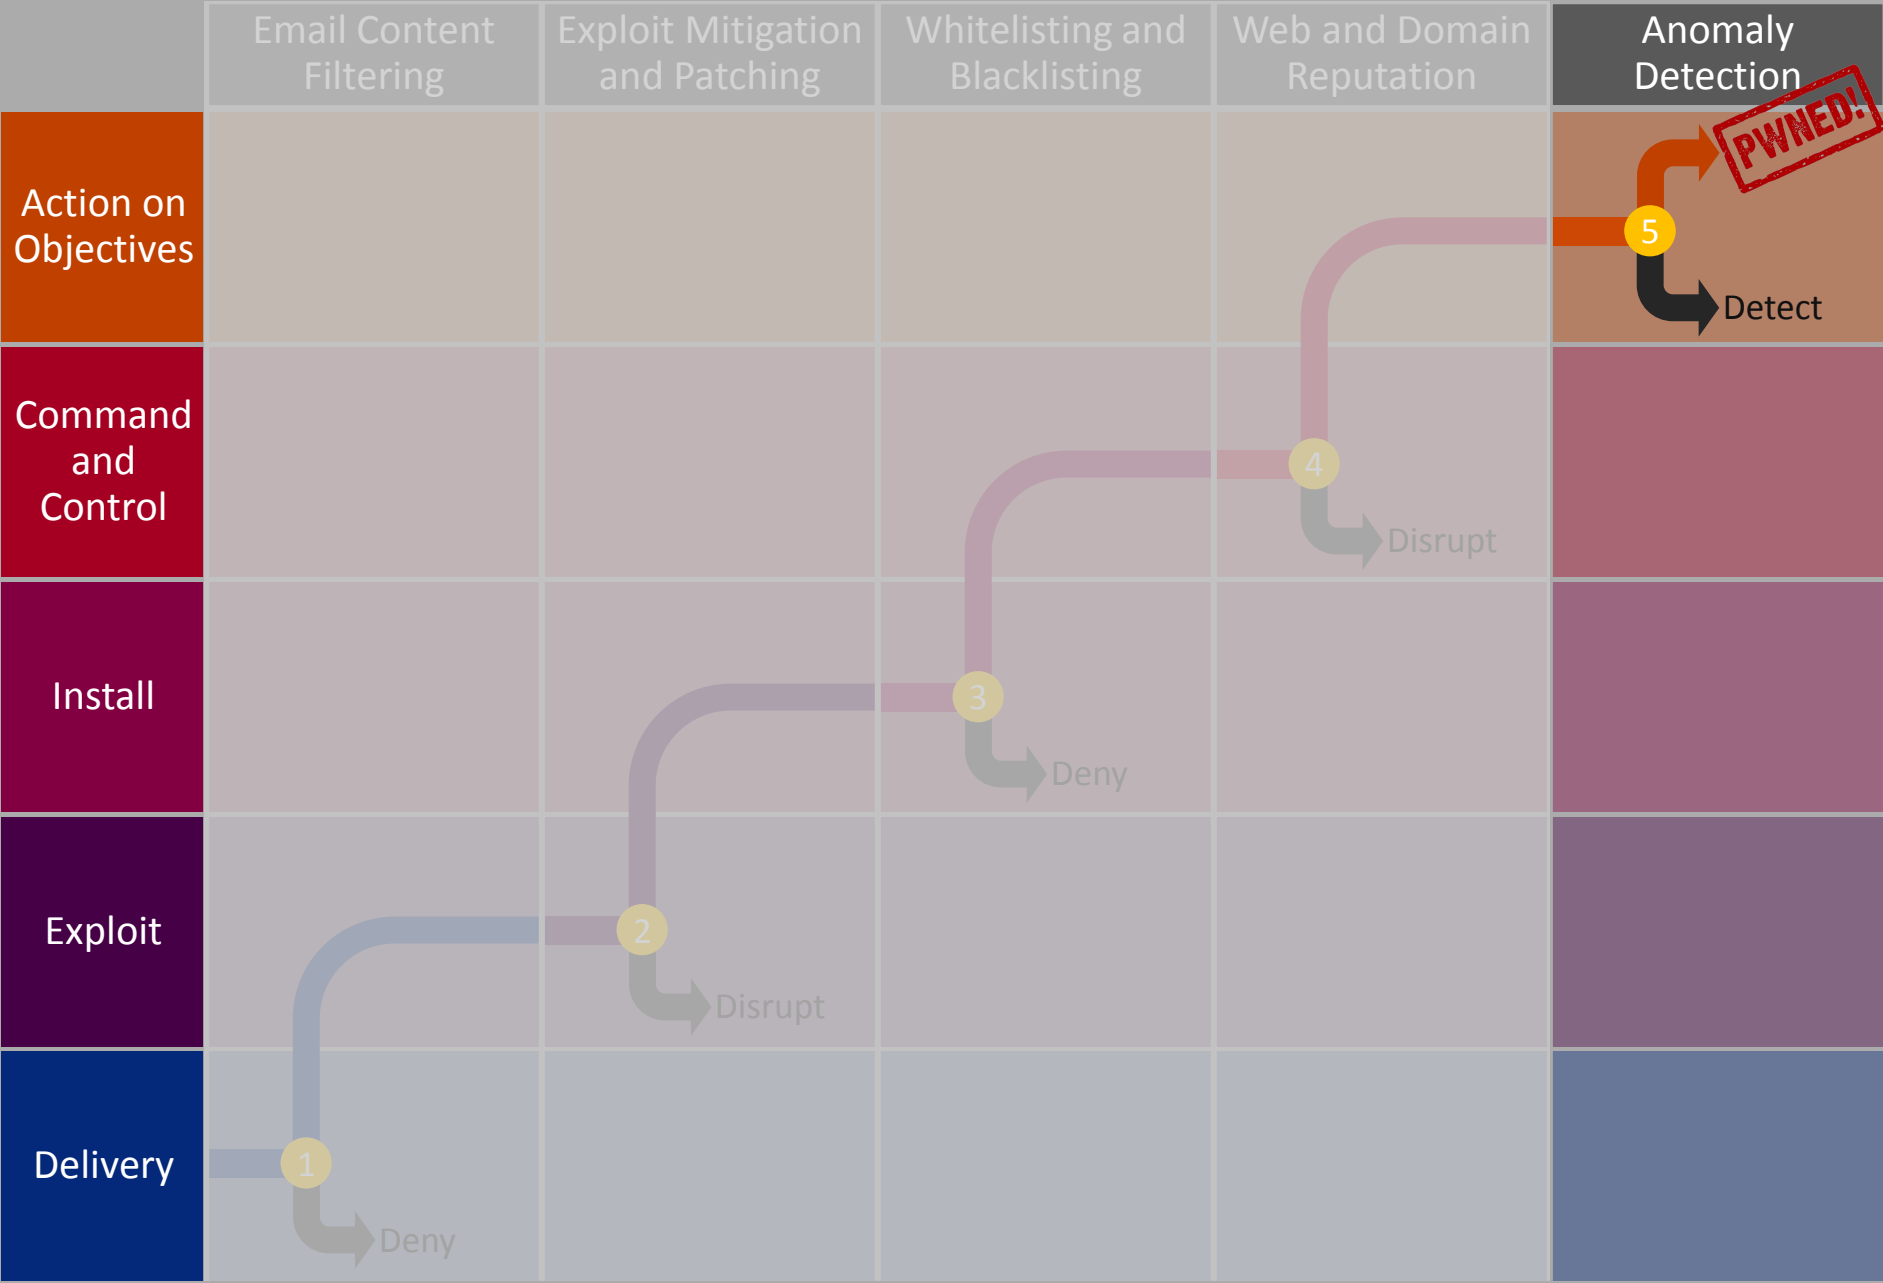 Email Content
Filtering
Exploit Mitigation
and Patching
Whitelisting and
Blacklisting
Web and Domain
Reputation
Anomaly
Detection
PWNED!
Action on
Objectives
5
Detect
Command
and
Control
4
Disrupt
Install
3
Deny
Exploit
2
Disrupt
Delivery
1
Deny